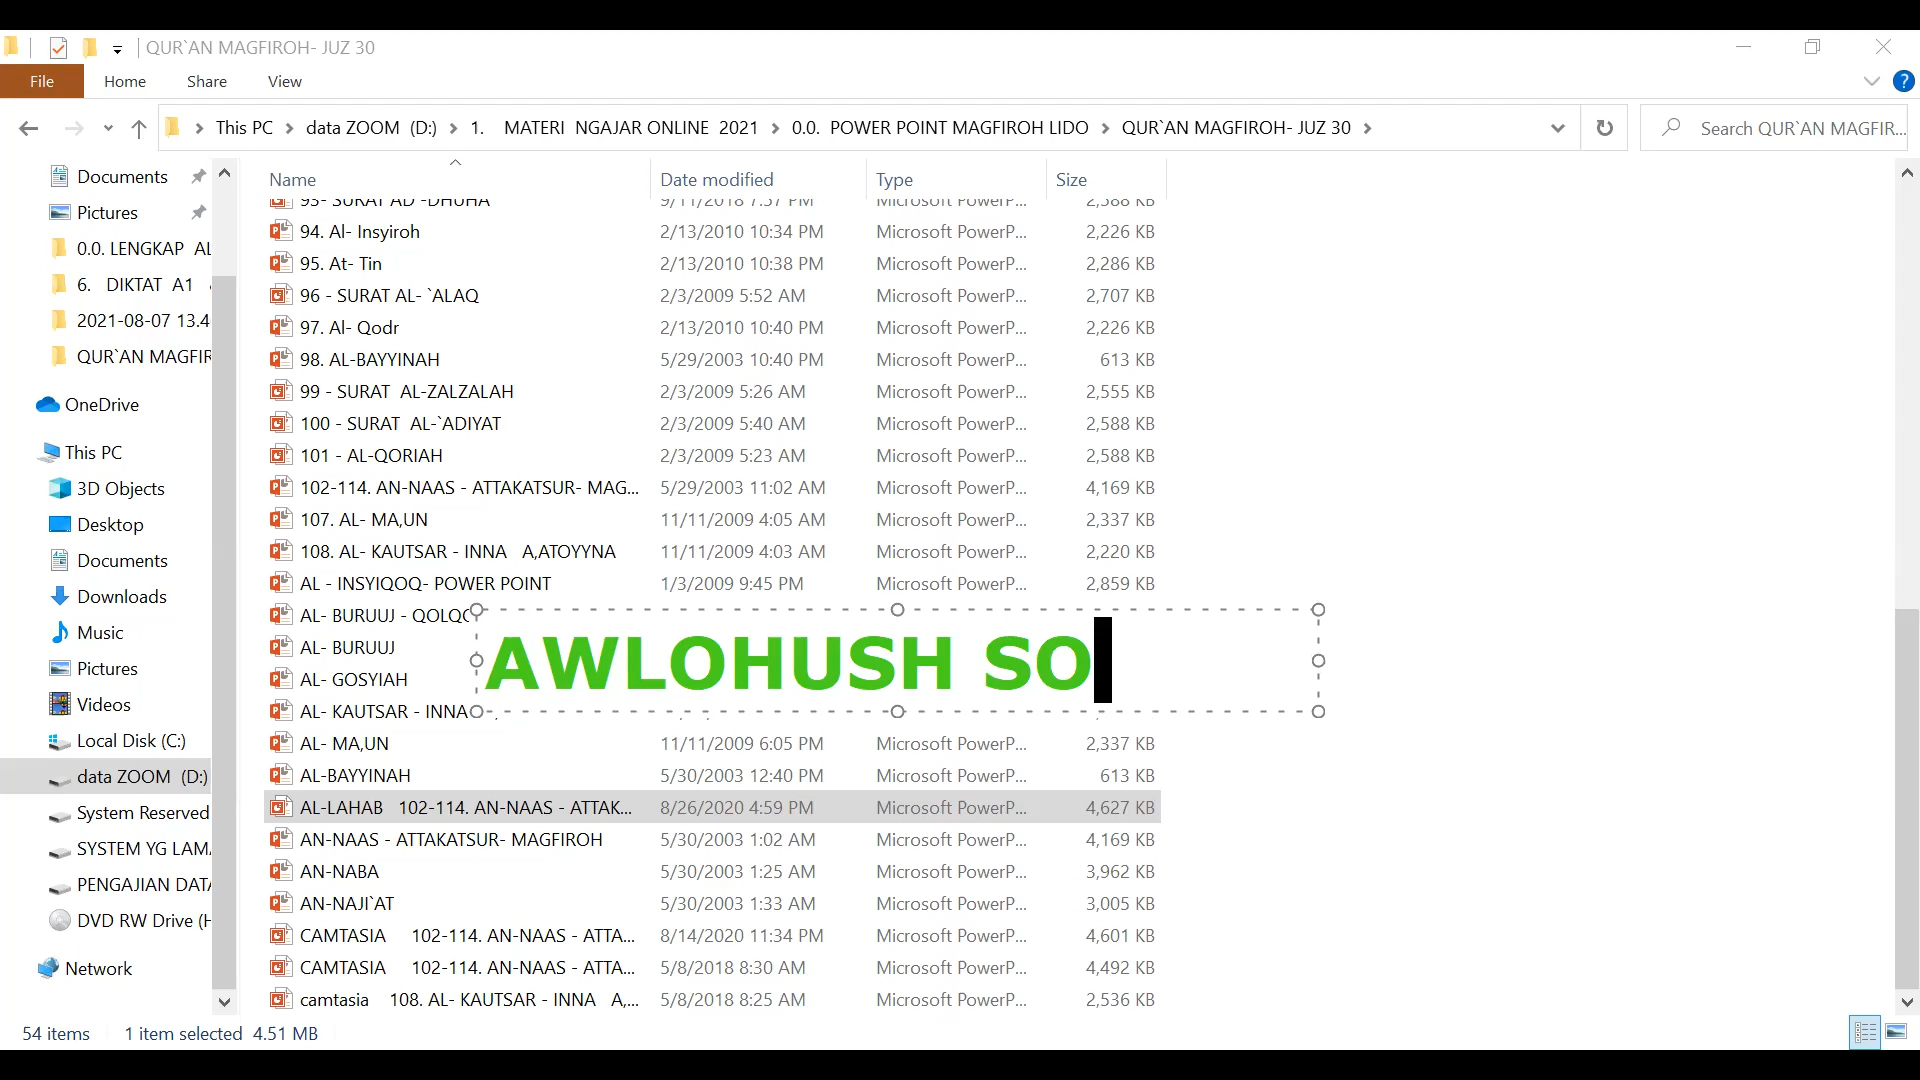 QUR`AN MAGFIROH- JUZ 30
File Home Share View
This PC data ZOOM (D:) 1. MATERI NGAJAR ONLINE 2021 0.0. POWER POINT MAGFIROH LIDO QUR`AN MAGFIROH- JUZ 30
Search QUR`AN MAGFIR...
Documents
Pictures
0.0. LENGKAP AL
6. DIKTAT A1
2021-08-07 13.4
QUR`AN MAGFIR
OneDrive
This PC
3D Objects
Desktop
Documents
Downloads
Music
Pictures
Videos
Local Disk (C:)
data ZOOM (D:)
System Reserved
SYSTEM YG LAMA
PENGAJIAN DATA
DVD RW Drive (H
Network
Name Date modified Type Size
93- SURAT AD -DHUHA 9/11/2018 7:37 PM Microsoft PowerP... 2,588 KB
94. Al- Insyiroh 2/13/2010 10:34 PM Microsoft PowerP... 2,226 KB
95. At- Tin 2/13/2010 10:38 PM Microsoft PowerP... 2,286 KB
96 - SURAT AL- `ALAQ 2/3/2009 5:52 AM Microsoft PowerP... 2,707 KB
97. Al- Qodr 2/13/2010 10:40 PM Microsoft PowerP... 2,226 KB
98. AL-BAYYINAH 5/29/2003 10:40 PM Microsoft PowerP... 613 KB
99 - SURAT AL-ZALZALAH 2/3/2009 5:26 AM Microsoft PowerP... 2,555 KB
100 - SURAT AL-`ADIYAT 2/3/2009 5:40 AM Microsoft PowerP... 2,588 KB
101 - AL-QORIAH 2/3/2009 5:23 AM Microsoft PowerP... 2,588 KB
102-114. AN-NAAS - ATTAKATSUR- MAG... 5/29/2003 11:02 AM Microsoft PowerP... 4,169 KB
107. AL- MA,UN 11/11/2009 4:05 AM Microsoft PowerP... 2,337 KB
108. AL- KAUTSAR - INNA A,ATOYYNA 11/11/2009 4:03 AM Microsoft PowerP... 2,220 KB
AL - INSYIQOQ- POWER POINT 1/3/2009 9:45 PM Microsoft PowerP... 2,859 KB
AL- BURUUJ - QOLQO
AL- BURUUJ
AWLOHUSH SO
AL- GOSYIAH
AL- KAUTSAR - INNA
AL- MA,UN 11/11/2009 6:05 PM Microsoft PowerP... 2,337 KB
AL-BAYYINAH 5/30/2003 12:40 PM Microsoft PowerP... 613 KB
AL-LAHAB 102-114. AN-NAAS - ATTAK... 8/26/2020 4:59 PM Microsoft PowerP... 4,627 KB
AN-NAAS - ATTAKATSUR- MAGFIROH 5/30/2003 1:02 AM Microsoft PowerP... 4,169 KB
AN-NABA 5/30/2003 1:25 AM Microsoft PowerP... 3,962 KB
AN-NAJI`AT 5/30/2003 1:33 AM Microsoft PowerP... 3,005 KB
CAMTASIA 102-114. AN-NAAS - ATTA... 8/14/2020 11:34 PM Microsoft PowerP... 4,601 KB
CAMTASIA 102-114. AN-NAAS - ATTA... 5/8/2018 8:30 AM Microsoft PowerP... 4,492 KB
camtasia 108. AL- KAUTSAR - INNA A,... 5/8/2018 8:25 AM Microsoft PowerP... 2,536 KB
54 items 1 item selected 4.51 MB